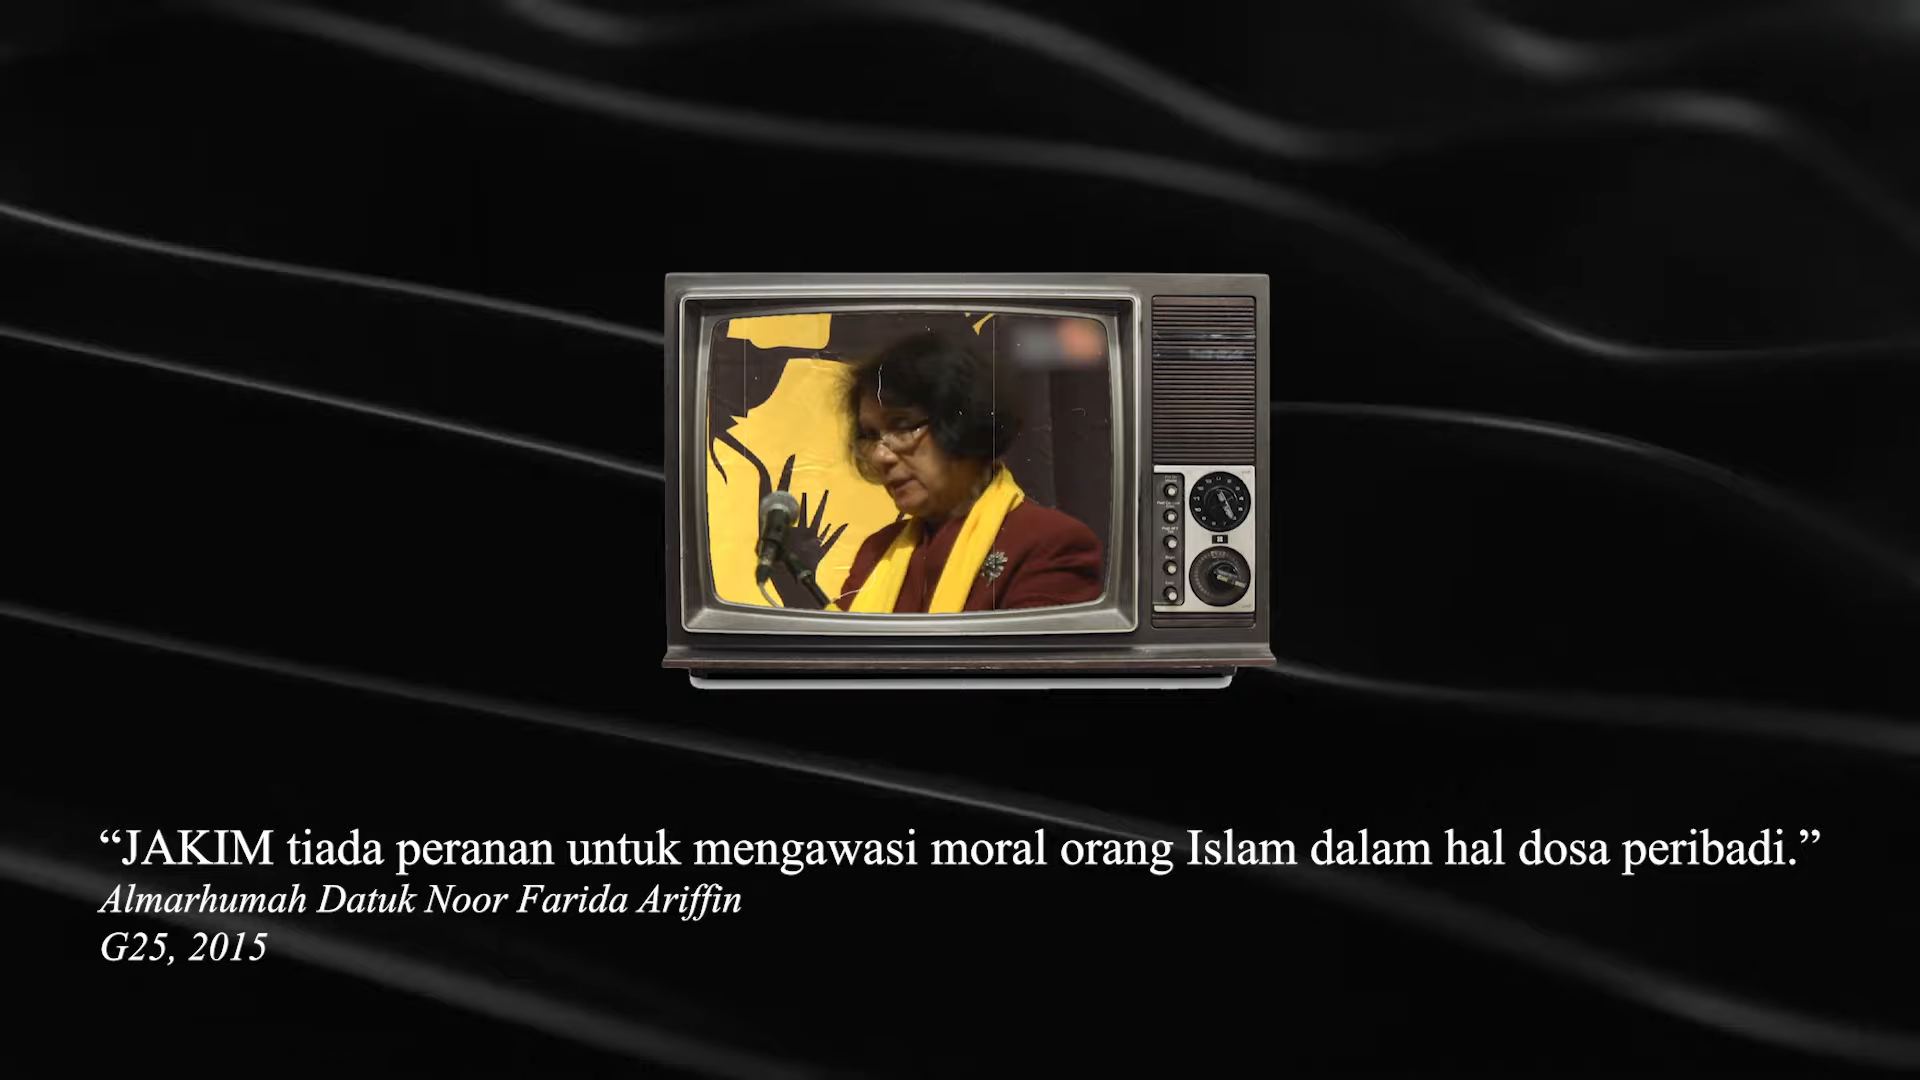 “JAKIM tiada peranan untuk mengawasi moral orang Islam dalam hal dosa peribadi.”
Almarhumah Datuk Noor Farida Ariffin
G25, 2015